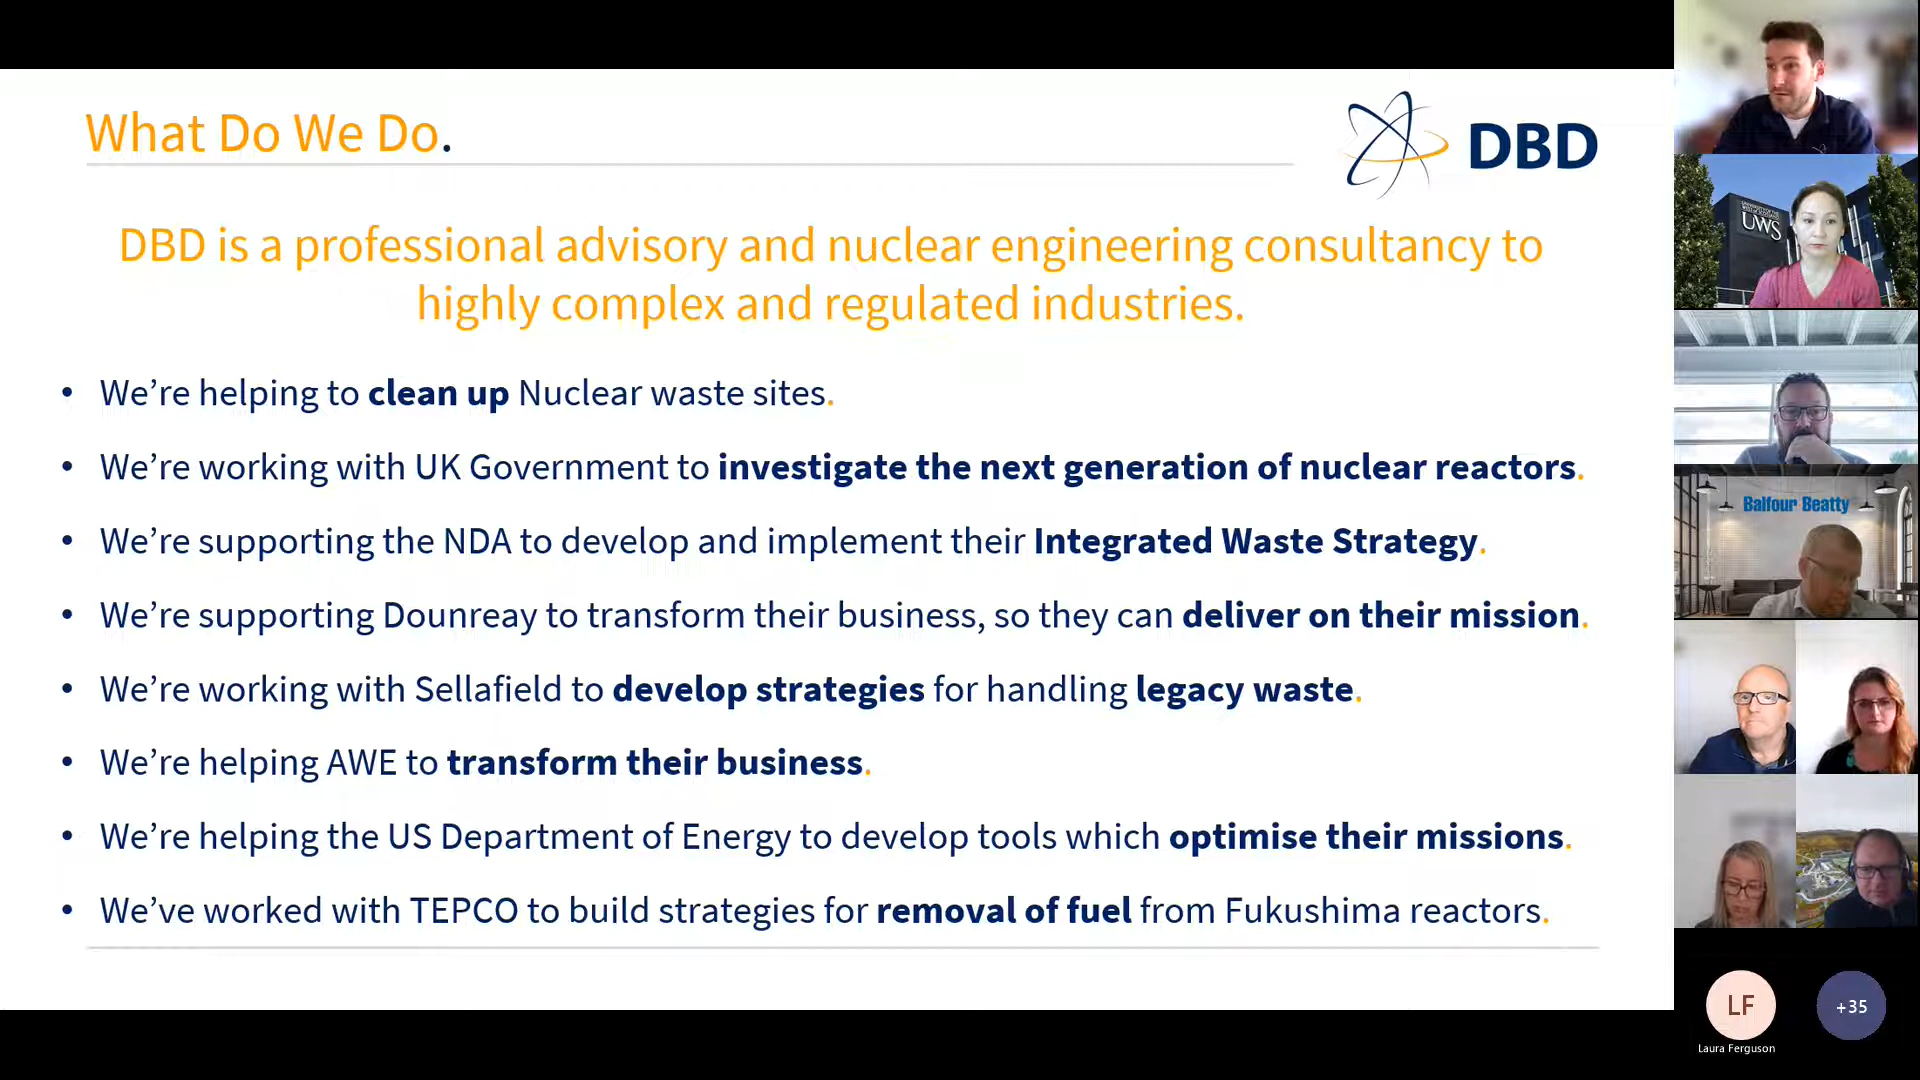 What Do We Do.
DBD
DBD is a professional advisory and nuclear engineering consultancy to
highly complex and regulated industries.
• We’re helping to clean up Nuclear waste sites.
• We’re working with UK Government to investigate the next generation of nuclear reactors.
• We’re supporting the NDA to develop and implement their Integrated Waste Strategy.
• We’re supporting Dounreay to transform their business, so they can deliver on their mission.
• We’re working with Sellafield to develop strategies for handling legacy waste.
• We’re helping AWE to transform their business.
• We’re helping the US Department of Energy to develop tools which optimise their missions.
• We’ve worked with TEPCO to build strategies for removal of fuel from Fukushima reactors.
UWS
Balfour Beatty
LF
+35
Laura Ferguson